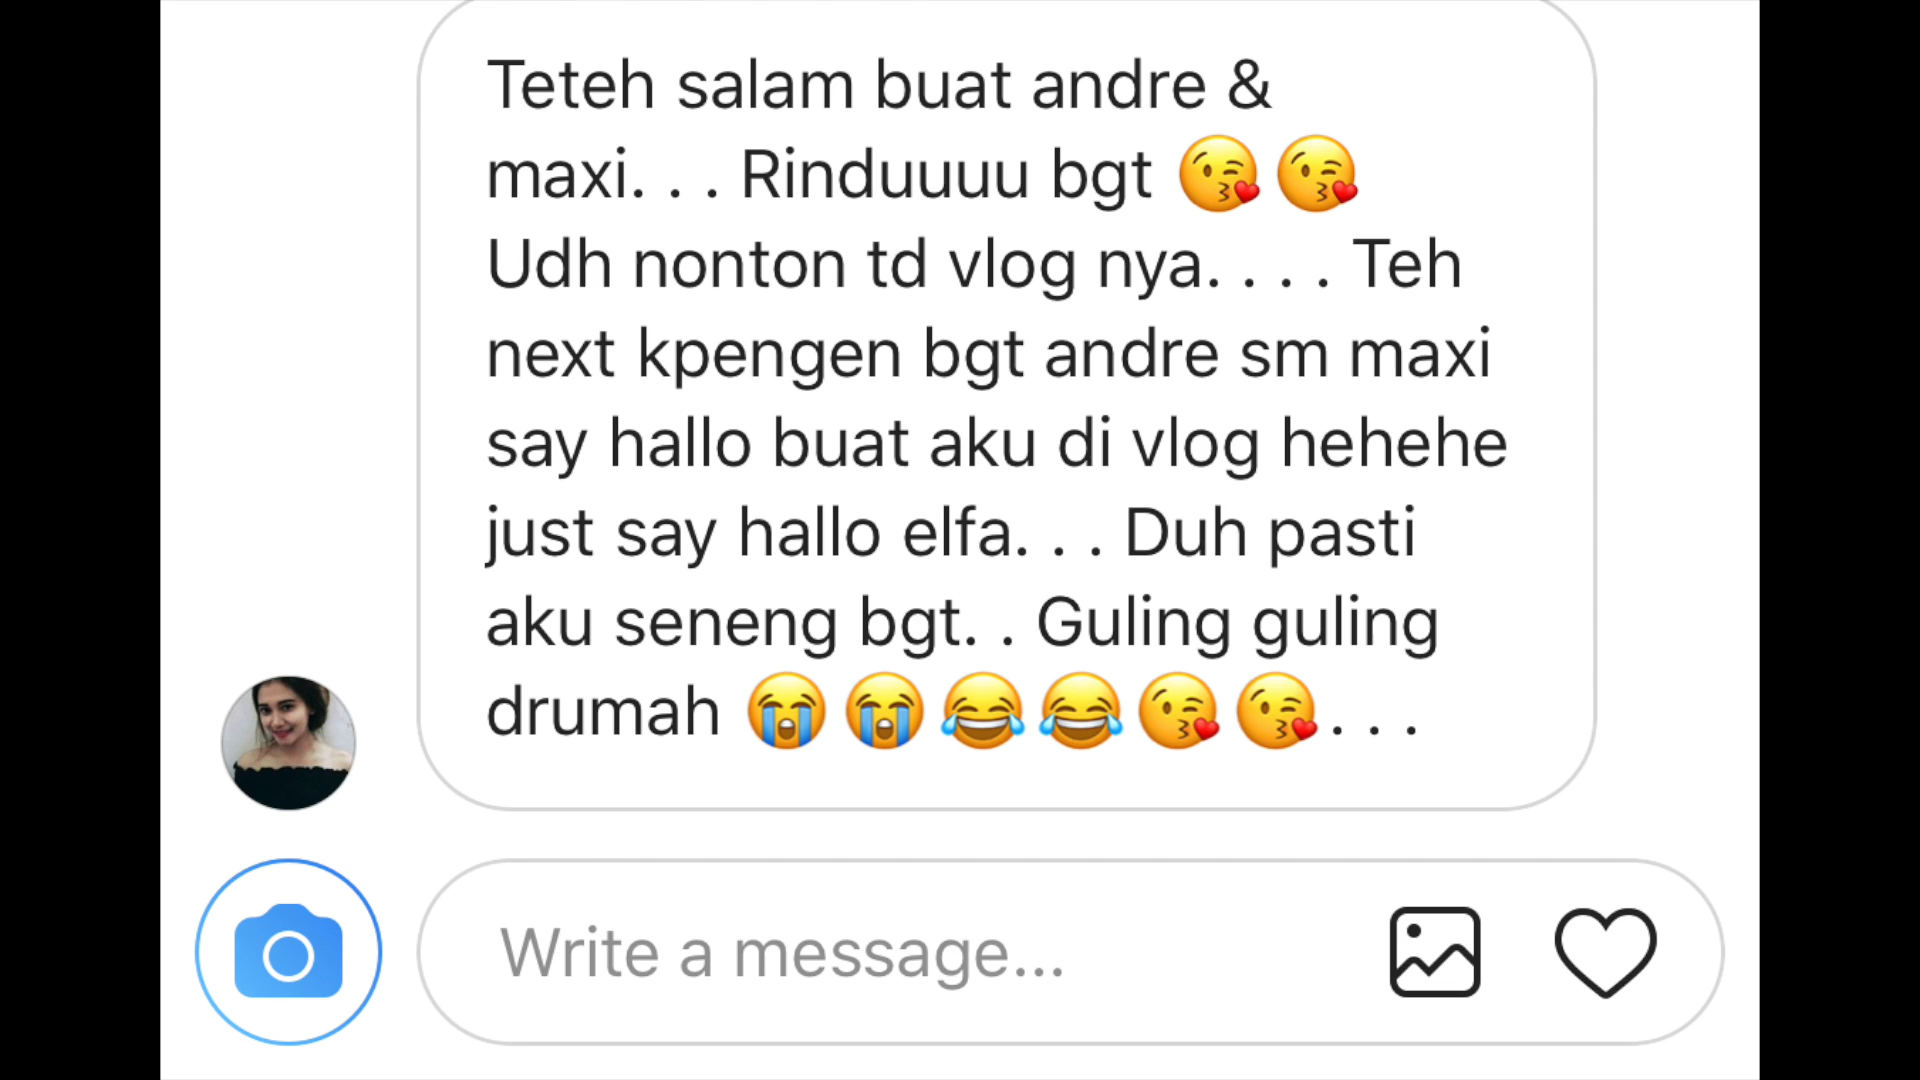 Teteh salam buat andre &
maxi. . . Rinduuuu bgt 😘😘
Udh nonton td vlog nya. . . . Teh
next kpengen bgt andre sm maxi
say hallo buat aku di vlog hehehe
just say hallo elfa. . . Duh pasti
aku seneng bgt. . Guling guling
drumah 😭😭😂😂😘😘. . .
Write a message...